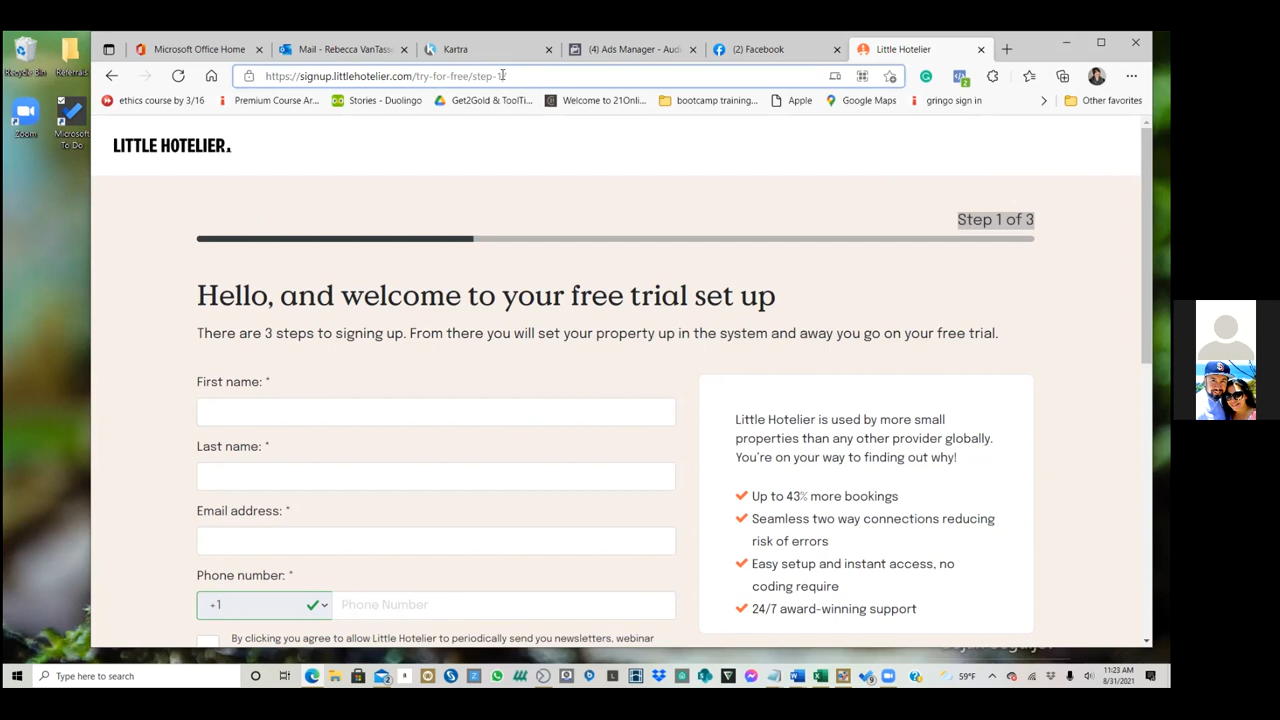 Microsoft Office Home
Mail - Rebecca VanTass
Kartra
(4) Ads Manager - Audi
(2) Facebook
Little Hotelier
https://signup.littlehotelier.com/try-for-free/step-1
2
ethics course by 3/16
Premium Course Ar...
Stories - Duolingo
Get2Gold & ToolTi...
Welcome to 21Onli...
bootcamp training...
Apple
Google Maps
gringo sign in
Other favorites
Recycle Bin
Referrals
Zoom
Microsoft To Do
LITTLE HOTELIER.
Step 1 of 3
Hello, and welcome to your free trial set up
There are 3 steps to signing up. From there you will set your property up in the system and away you go on your free trial.
First name: *
Last name: *
Email address: *
Phone number: *
+1
Phone Number
By clicking you agree to allow Little Hotelier to periodically send you newsletters, webinar
Little Hotelier is used by more small
properties than any other provider globally.
You're on your way to finding out why!
Up to 43% more bookings
Seamless two way connections reducing
risk of errors
Easy setup and instant access, no
coding require
24/7 award-winning support
Type here to search
59°F
11:23 AM
8/31/2021